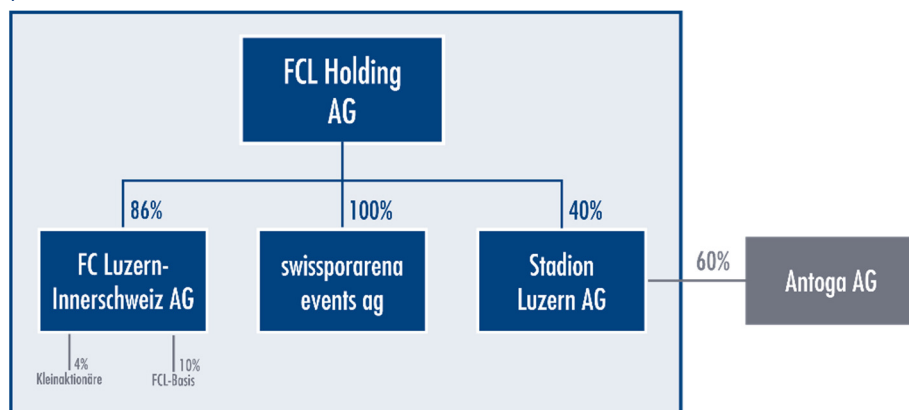 FCL Holding
AG
86%
100%
40%
FC Luzern-
Innerschweiz AG
swissporarena
events ag
Stadion
Luzern AG
60%
Antoga AG
4%
Kleinaktionäre
10%
FCL-Basis